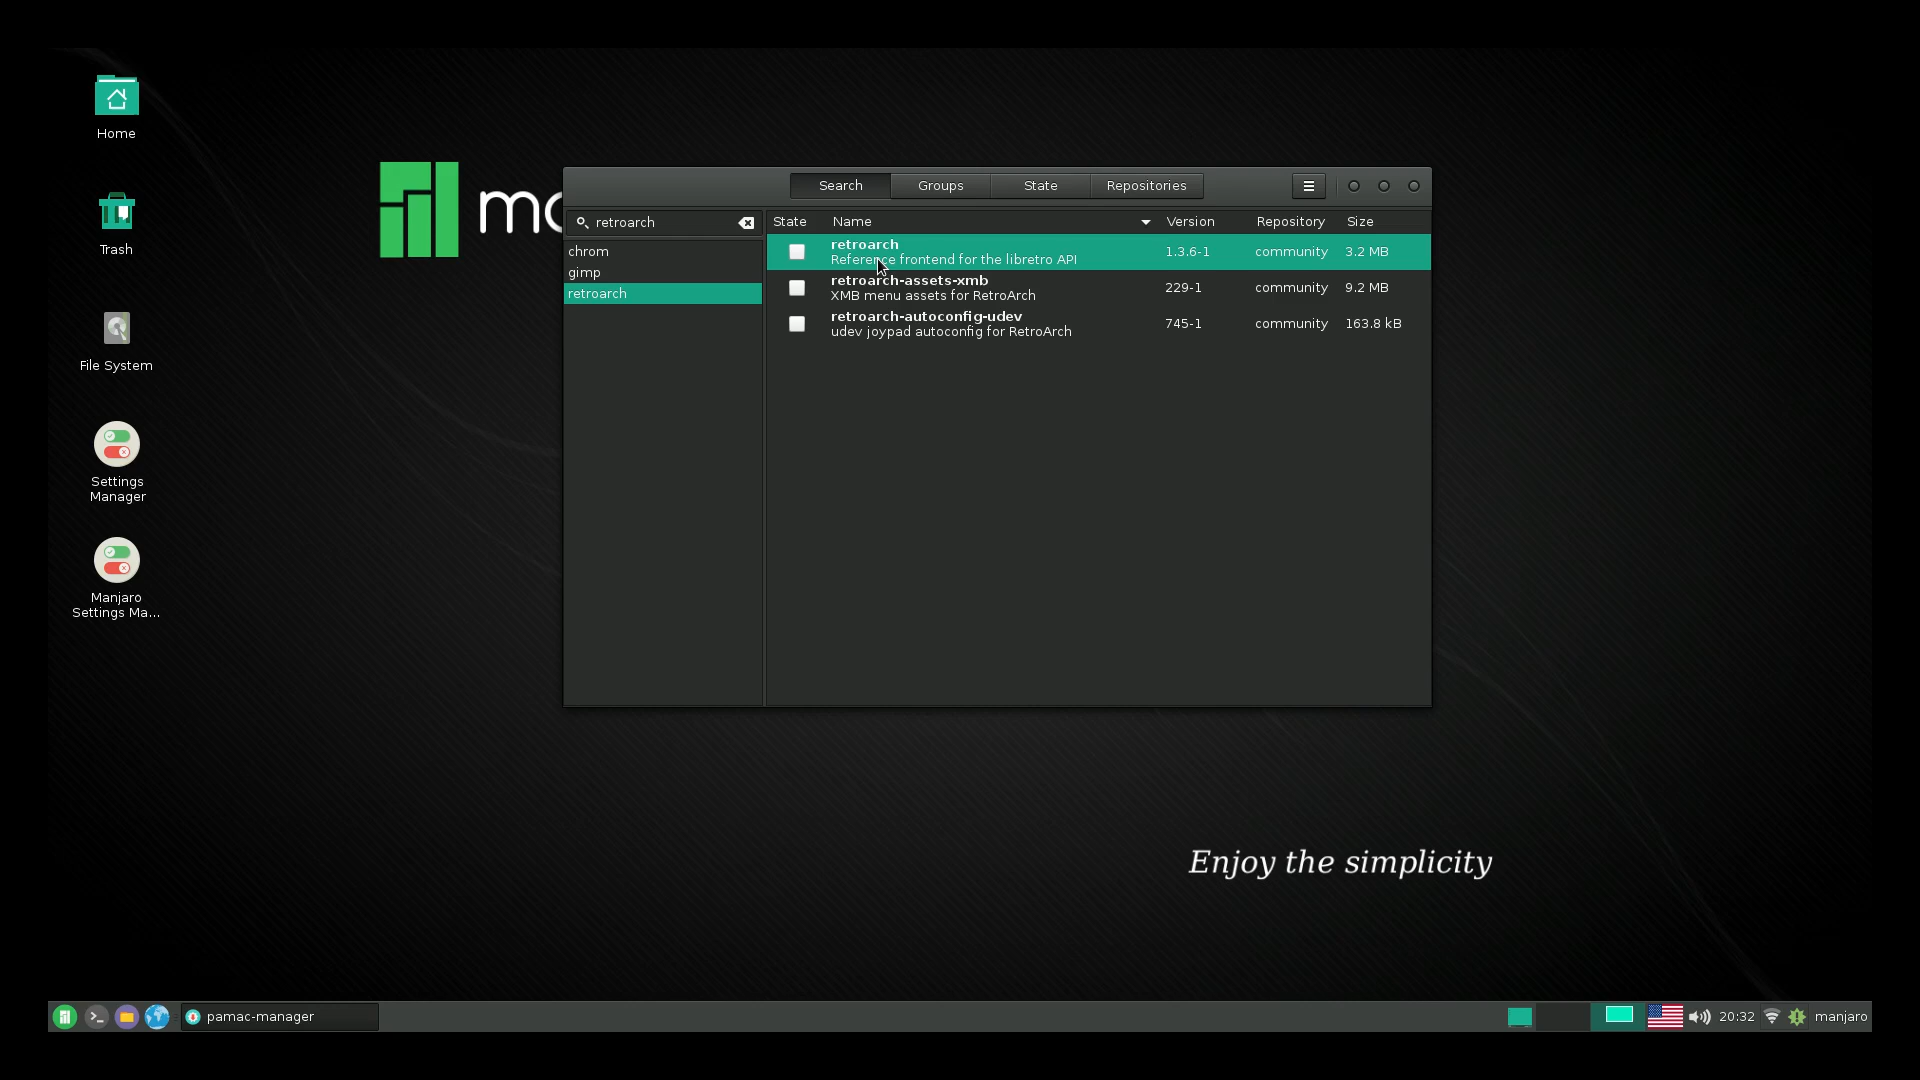 Home
Trash
File System
Settings
Manager
Manjaro
Settings Ma...
Search Groups State Repositories
retroarch
chrom
gimp
retroarch
State Name Version Repository Size
retroarch 1.3.6-1 community 3.2 MB
Reference frontend for the libretro API
retroarch-assets-xmb 229-1 community 9.2 MB
XMB menu assets for RetroArch
retroarch-autoconfig-udev 745-1 community 163.8 kB
udev joypad autoconfig for RetroArch
Enjoy the simplicity
pamac-manager
20:32
manjaro